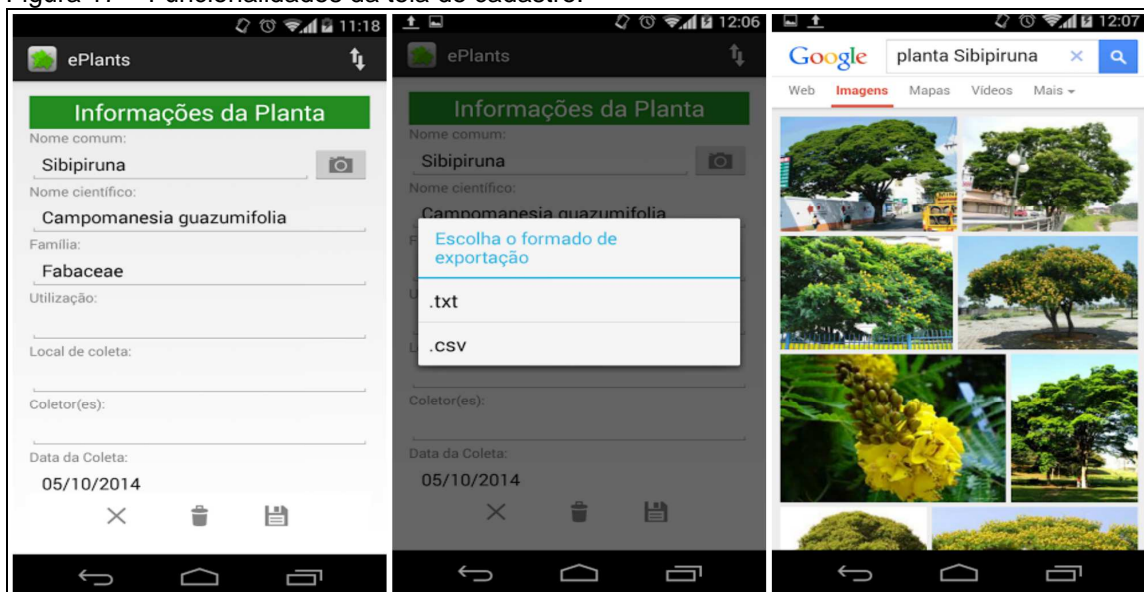 Figura 17 – Funcionalidades da tela de cadastro.
11:18
ePlants
Informações da Planta
Nome comum:
Sibipiruna
Nome científico:
Campomanesia guazumifolia
Família:
Fabaceae
Utilização:
Local de coleta:
Coletor(es):
Data da Coleta:
05/10/2014
12:06
ePlants
Informações da Planta
Nome comum:
Sibipiruna
Nome científico:
Campomanesia guazumifolia
F
Escolha o formado de
exportação
U
.txt
L
.csv
Coletor(es):
Data da Coleta:
05/10/2014
12:07
Google planta Sibipiruna
Web Imagens Mapas Vídeos Mais